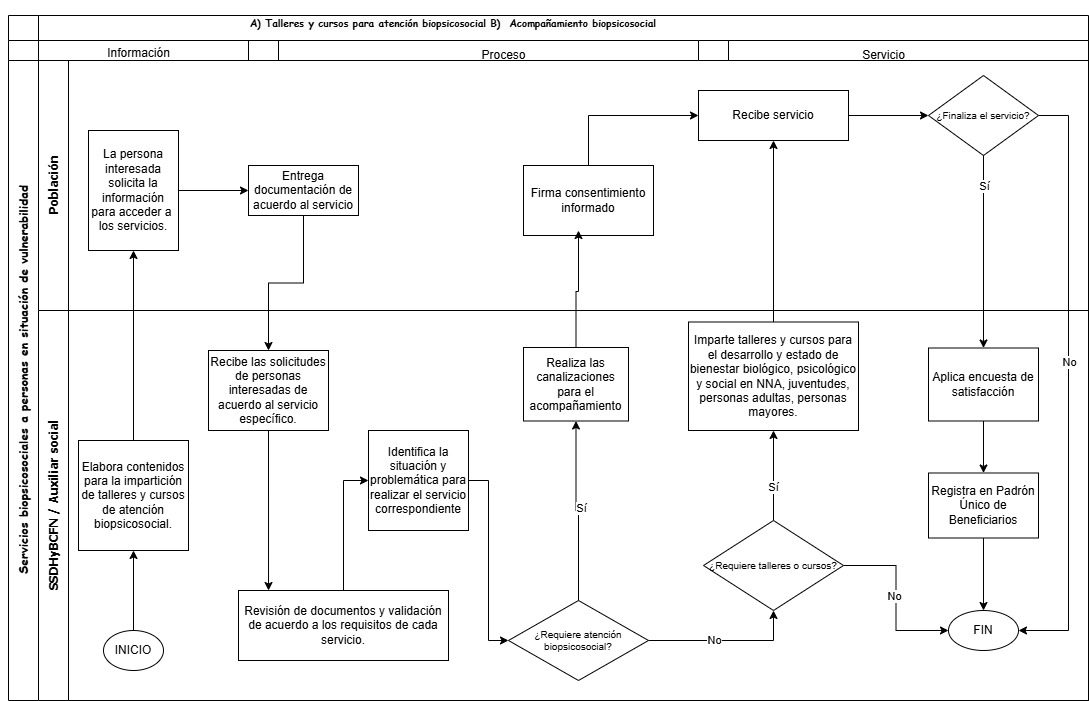 A) Talleres y cursos para atención biopsicosocial B) Acompañamiento biopsicosocial
Información
Proceso
Servicio
Servicios biopsicosociales a personas en situación de vulnerabilidad
Población
La persona
interesada
solicita la
información
para acceder a
los servicios.
Entrega
documentación de
acuerdo al servicio
Firma consentimiento
informado
Recibe servicio
¿Finaliza el servicio?
Sí
No
SSDHyBCFN / Auxiliar social
Elabora contenidos
para la impartición
de talleres y cursos
de atención
biopsicosocial.
INICIO
Recibe las solicitudes
de personas
interesadas de
acuerdo al servicio
específico.
Revisión de documentos y validación
de acuerdo a los requisitos de cada
servicio.
Identifica la
situación y
problemática para
realizar el servicio
correspondiente
Realiza las
canalizaciones
para el
acompañamiento
Sí
¿Requiere atención
biopsicosocial?
No
Imparte talleres y cursos para
el desarrollo y estado de
bienestar biológico, psicológico
y social en NNA, juventudes,
personas adultas, personas
mayores.
Sí
¿Requiere talleres o cursos?
No
Aplica encuesta de
satisfacción
Registra en Padrón
Único de
Beneficiarios
FIN